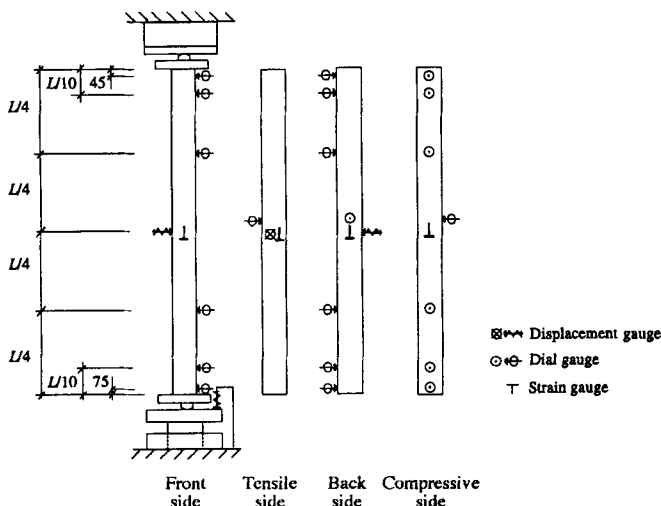 L/10 45
L/4
L/4
L/4
L/4
L/10 75
Displacement gauge
Dial gauge
Strain gauge
Front side
Tensile side
Back side
Compressive side